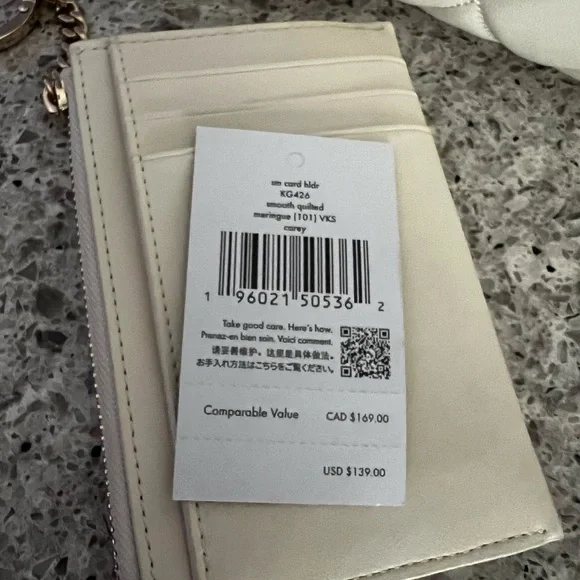 sm card hldr
KG426
smooth quilted
meringue (101) VKS
carey
1 96021 50536 2
Take good care. Here's how.
Prenez-en bien soin. Voici comment.
请妥善维护。这里是具体做法。
お手入れ方法はこちらをご覧ください。
Comparable Value CAD $169.00
USD $139.00